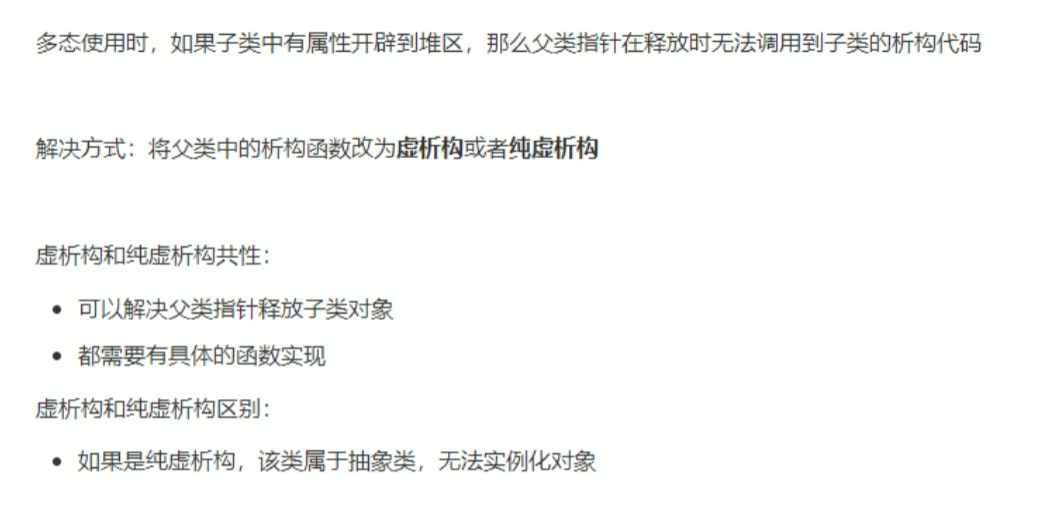 多态使用时，如果子类中有属性开辟到堆区，那么父类指针在释放时无法调用到子类的析构代码
解决方式：将父类中的析构函数改为虚析构或者纯虚析构
虚析构和纯虚析构共性：
• 可以解决父类指针释放子类对象
• 都需要有具体的函数实现
虚析构和纯虚析构区别：
• 如果是纯虚析构，该类属于抽象类，无法实例化对象